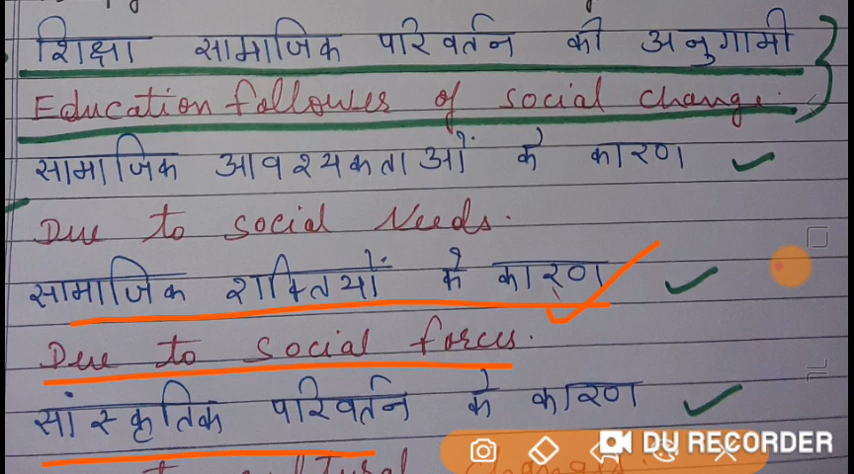 शिक्षा सामाजिक परिवर्तन की अनुगामी
Education follower of social change.
सामाजिक आवश्यकताओं के कारण
Due to social Needs.
सामाजिक शक्तियों के कारण
Due to social forces.
सांस्कृतिक परिवर्तन के कारण
DU RECORDER